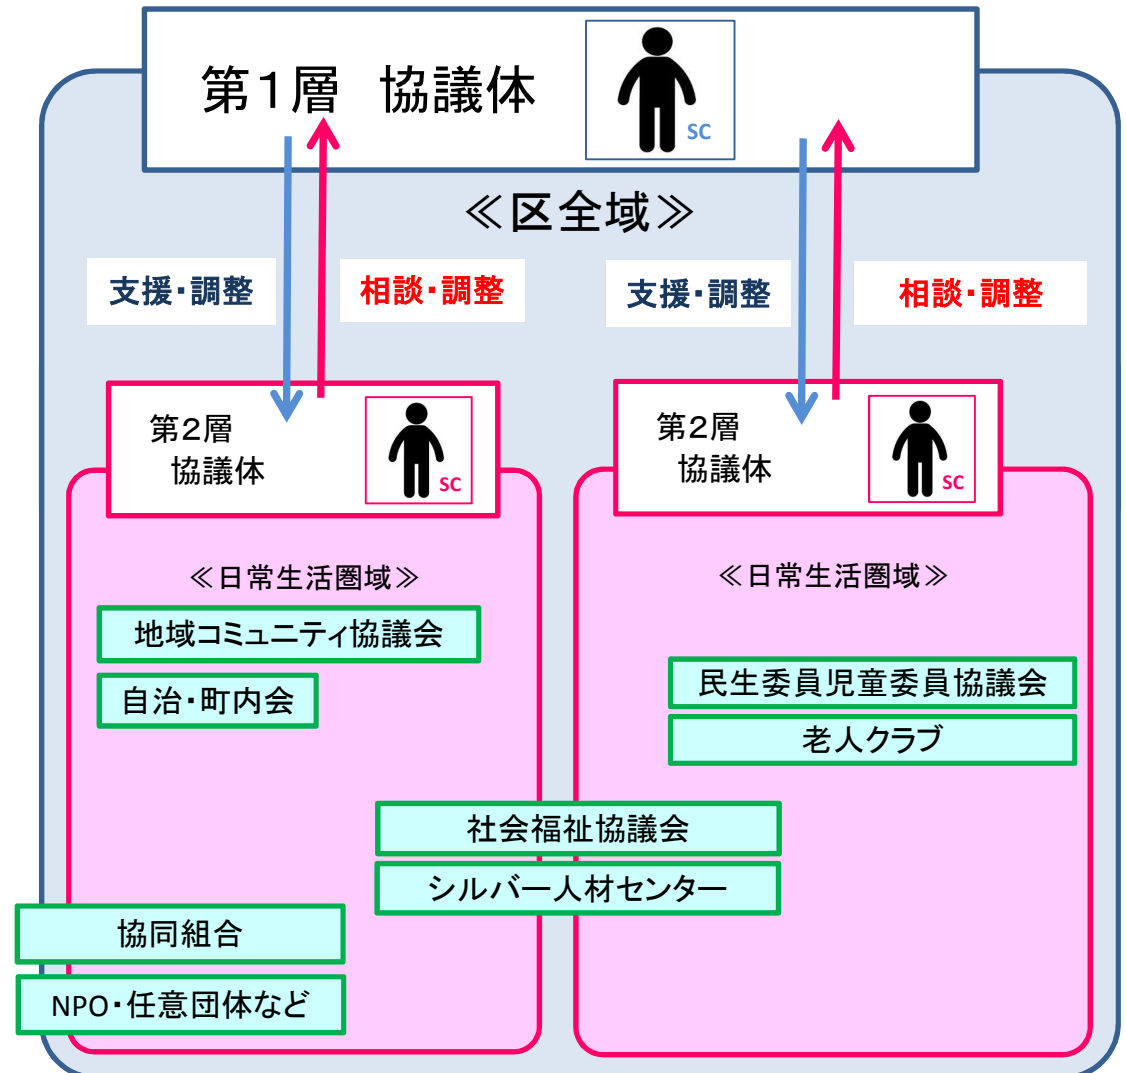 第１層　協議体
SC
≪区全域≫
支援・調整
相談・調整
支援・調整
相談・調整
第２層
協議体
SC
第２層
協議体
SC
≪日常生活圏域≫
地域コミュニティ協議会
自治・町内会
≪日常生活圏域≫
民生委員児童委員協議会
老人クラブ
社会福祉協議会
シルバー人材センター
協同組合
NPO・任意団体など